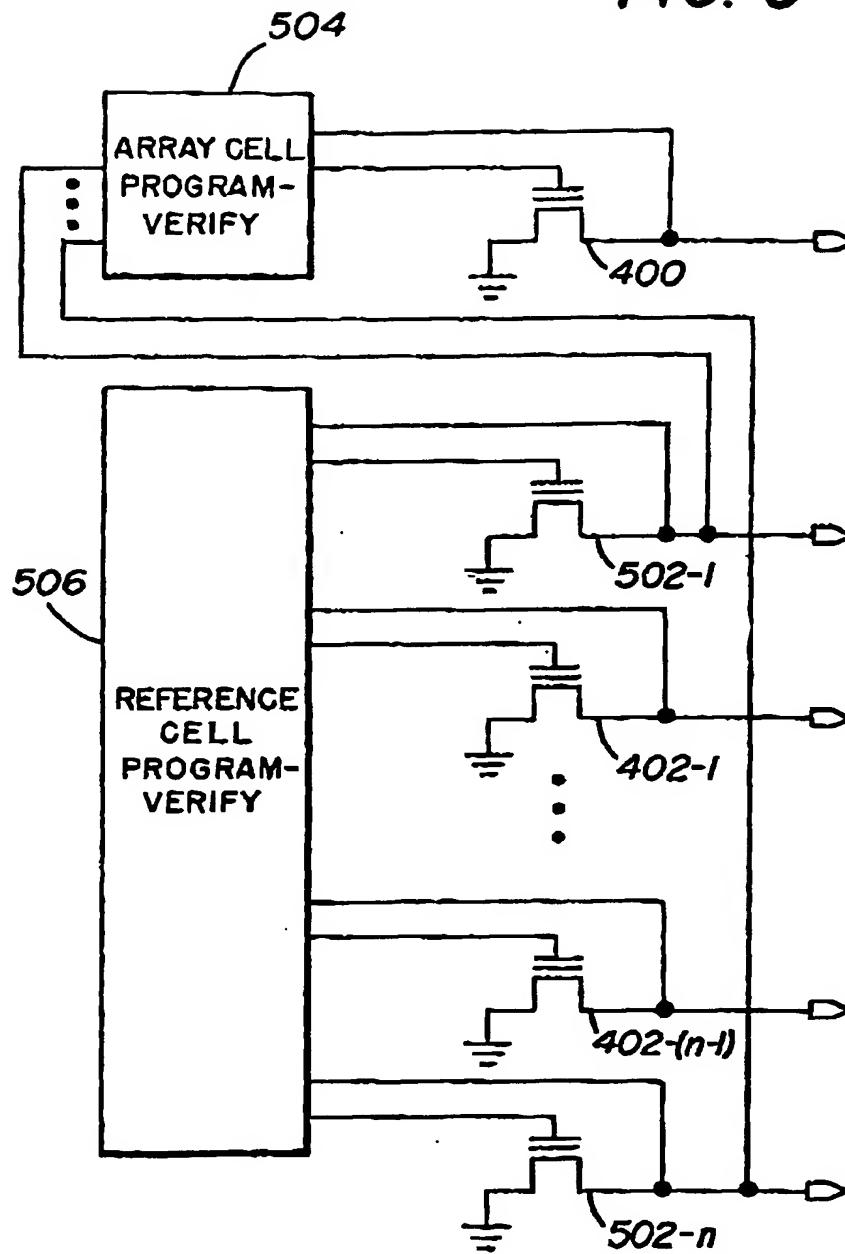 504
ARRAY CELL
PROGRAM-
VERIFY
400
502-1
506
402-1
REFERENCE
CELL
PROGRAM-
VERIFY
402-(n-1)
502-n